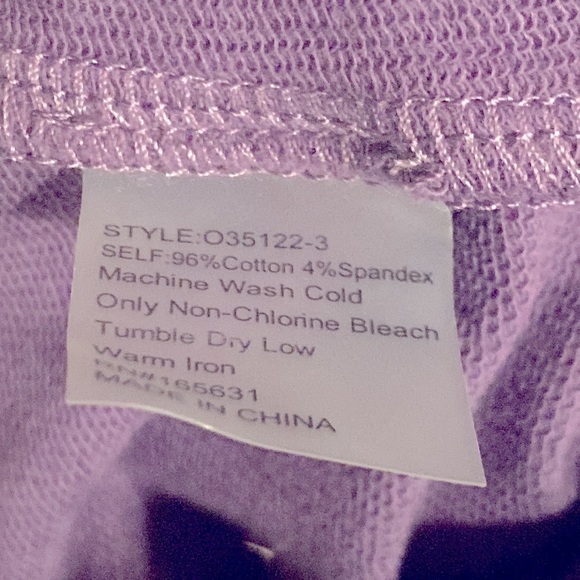 STYLE:O35122-3
SELF:96%Cotton 4%Spandex
Machine Wash Cold
Only Non-Chlorine Bleach
Tumble Dry Low
Warm Iron
RN#165631
MADE IN CHINA